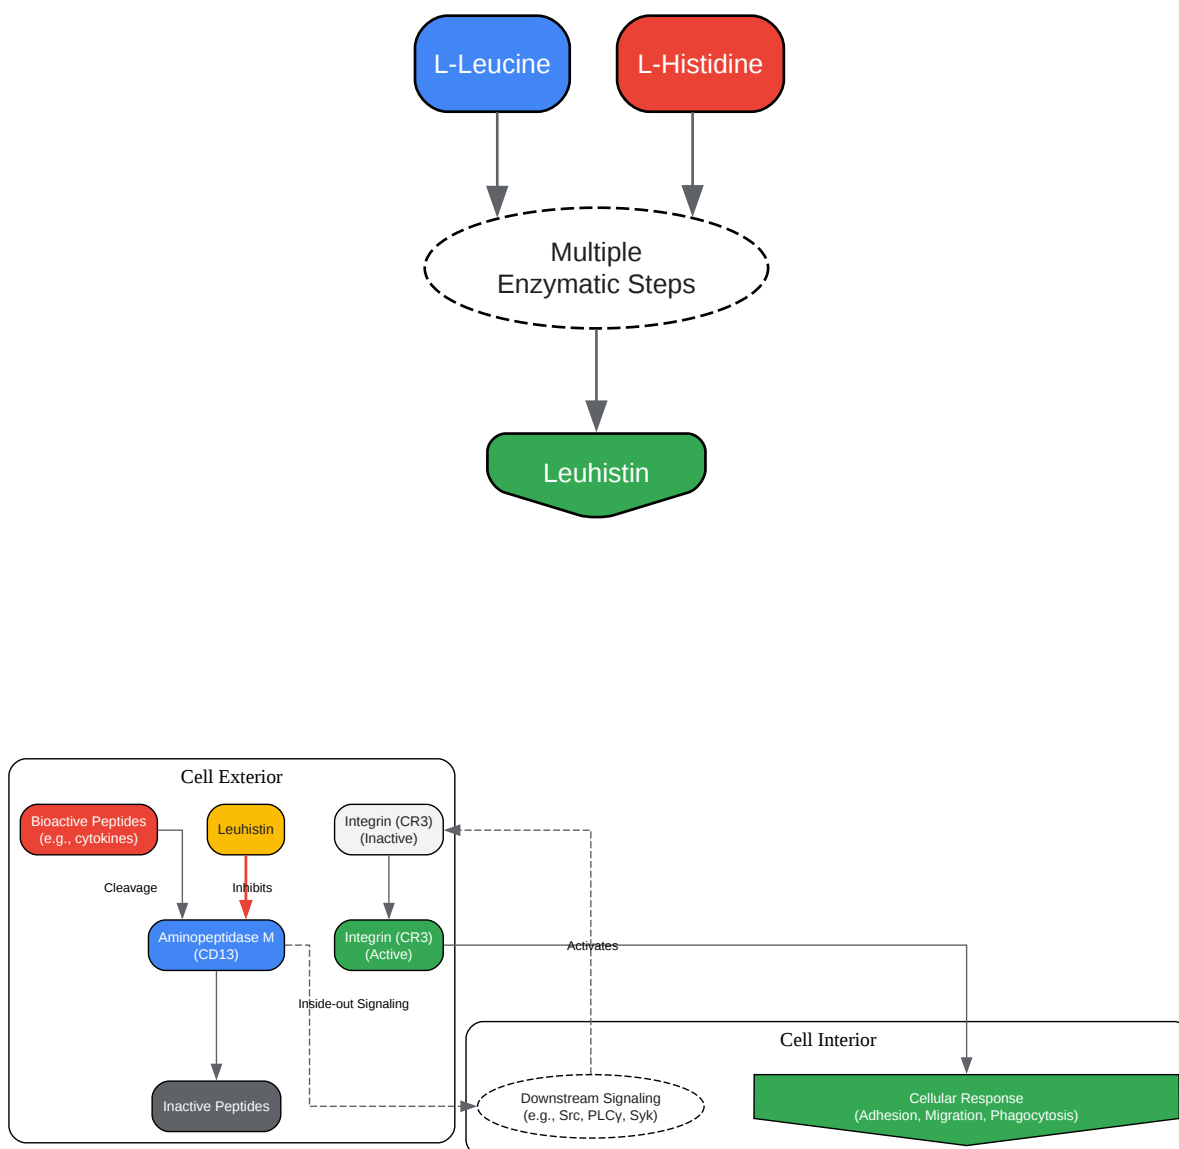 L-Leucine
L-Histidine
Multiple
Enzymatic Steps
Leuhistin
Cell Exterior
Bioactive Peptides
(e.g., cytokines)
Leuhistin
Integrin (CR3)
(Inactive)
Cleavage
Inhibits
Aminopeptidase M
(CD13)
Integrin (CR3)
(Active)
Activates
Inside-out Signaling
Cell Interior
Inactive Peptides
Downstream Signaling
(e.g., Src, PLCγ, Syk)
Cellular Response
(Adhesion, Migration, Phagocytosis)